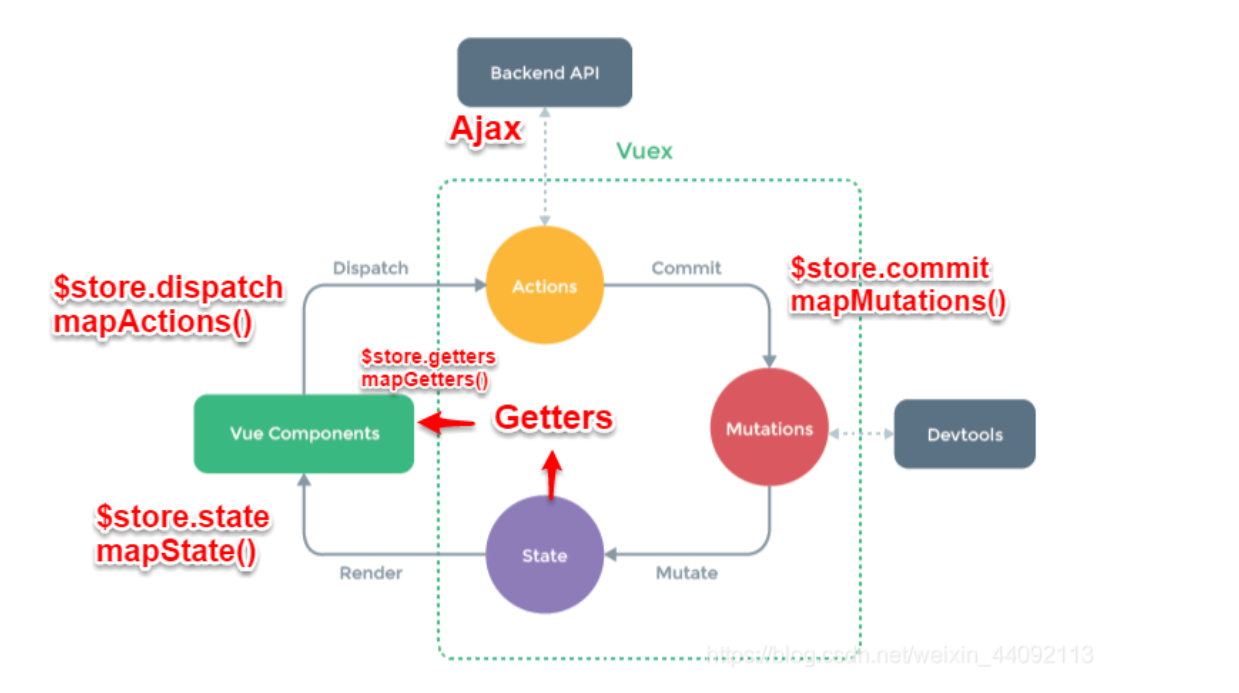 Backend API
Ajax
Vuex
Dispatch
Commit
$store.dispatch
mapActions()
Actions
$store.commit
mapMutations()
$store.getters
mapGetters()
Getters
Vue Components
Mutations
Devtools
$store.state
mapState()
State
Render
Mutate
https://blog.csdn.net/weixin_44092113